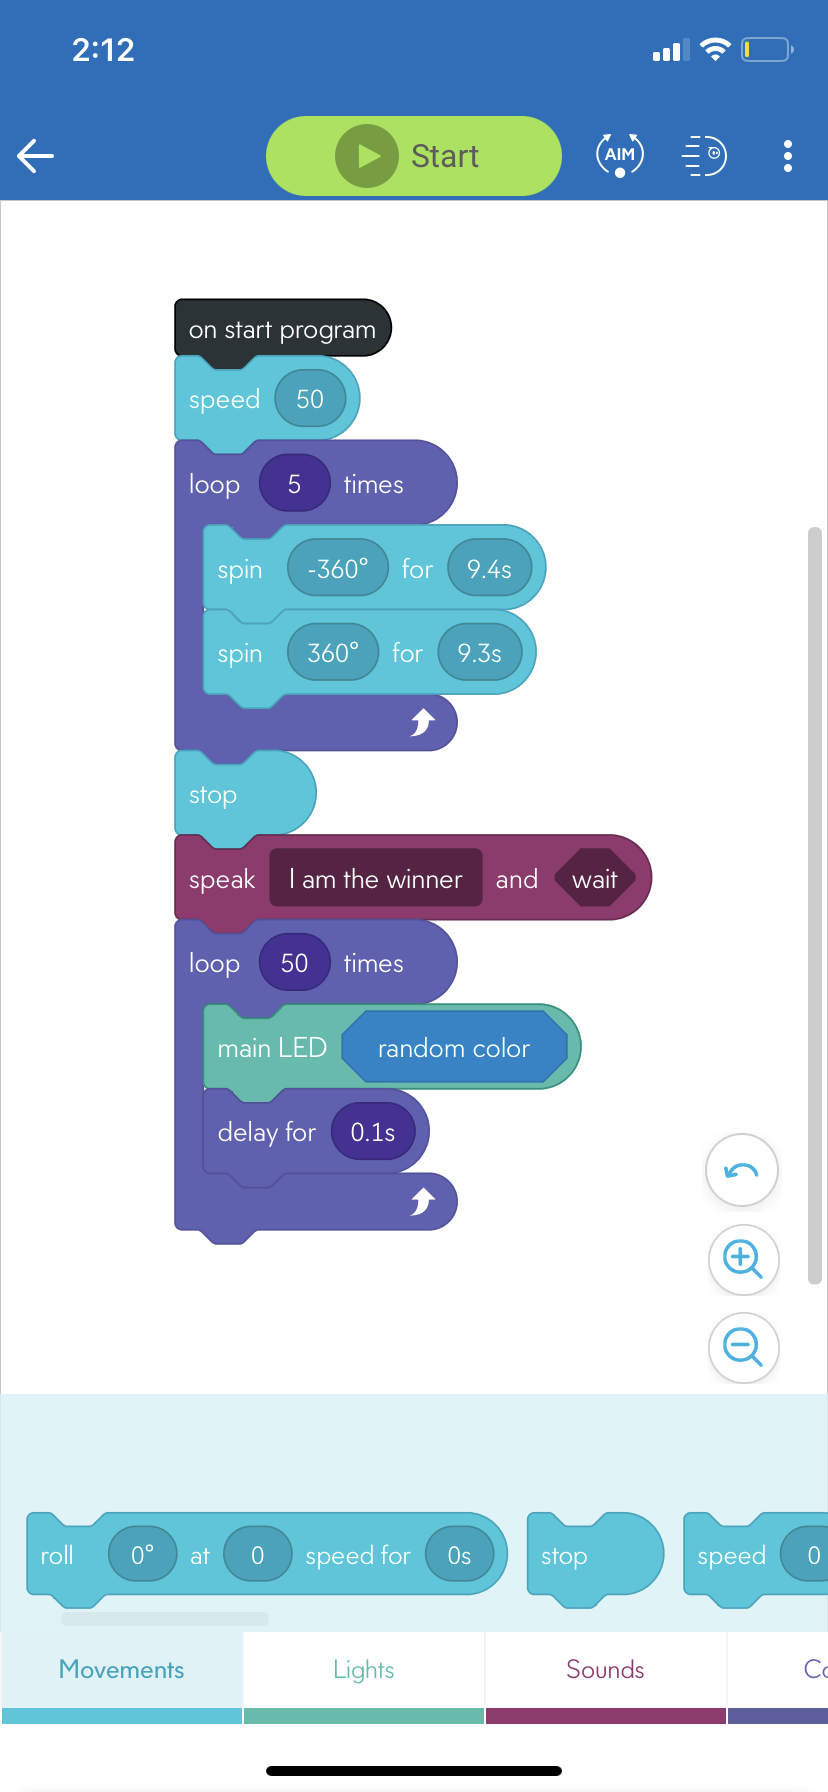 2:12
Start
AIM
on start program
speed 50
loop 5 times
spin -360° for 9.4s
spin 360° for 9.3s
stop
speak I am the winner and wait
loop 50 times
main LED random color
delay for 0.1s
roll 0° at 0 speed for 0s stop speed 0
Movements Lights Sounds